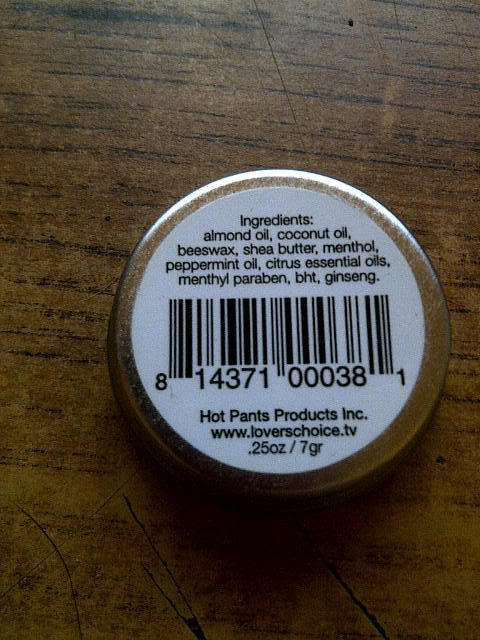 Ingredients:
almond oil, coconut oil,
beeswax, shea butter, menthol,
peppermint oil, citrus essential oils,
menthyl paraben, bht, ginseng.
8 14371 00038 1
Hot Pants Products Inc.
www.loverschoice.tv
.25oz / 7gr